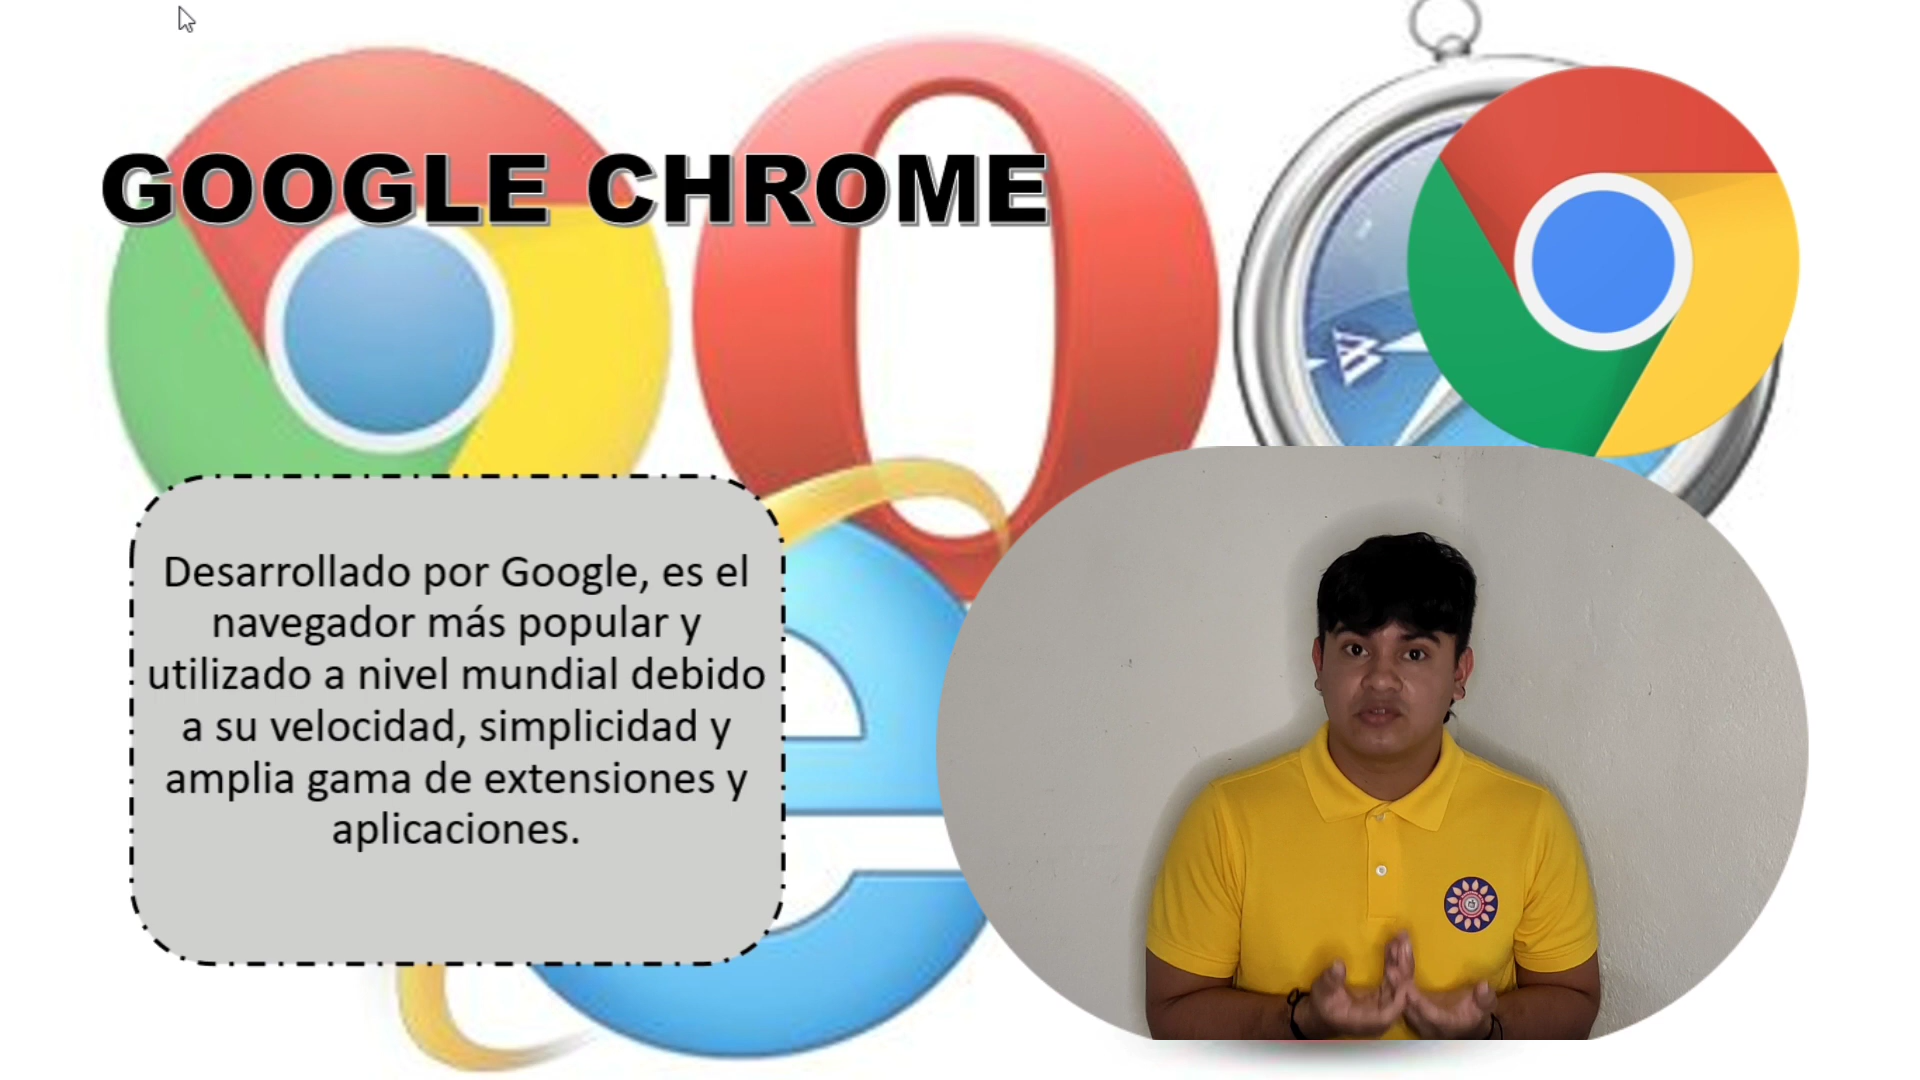 GOOGLE CHROME
Desarrollado por Google, es el
navegador más popular y
utilizado a nivel mundial debido
a su velocidad, simplicidad y
amplia gama de extensiones y
aplicaciones.